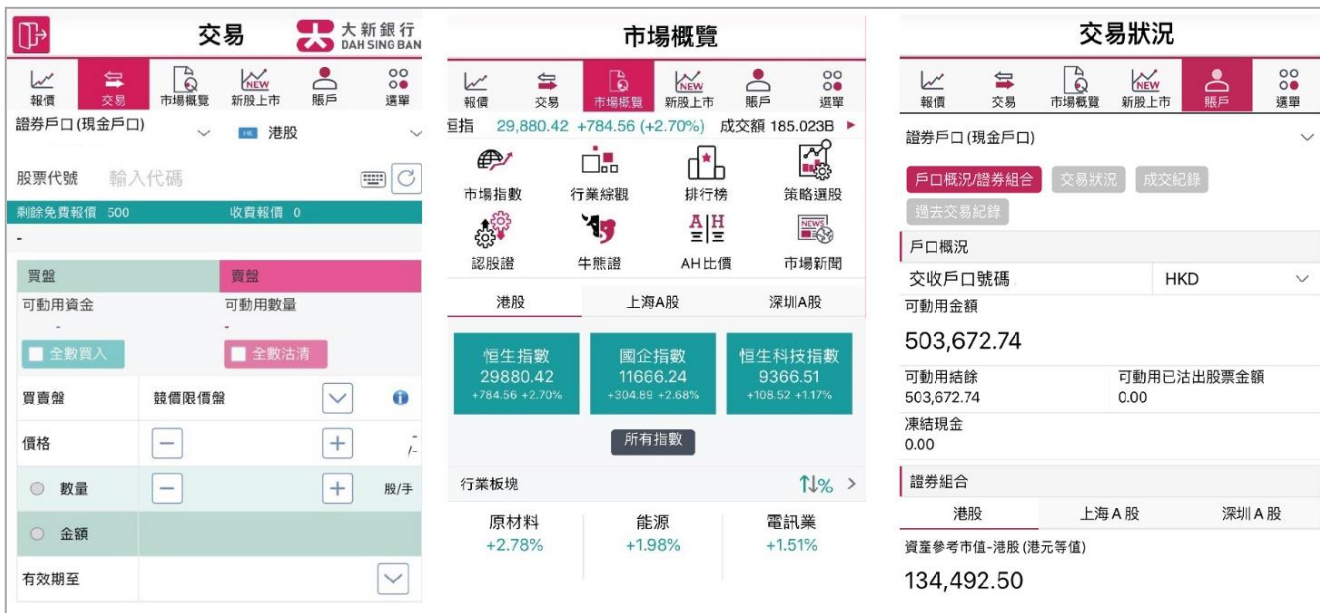 交易
大新銀行
DAH SING BAN
報價 交易 市場概覽 NEW 新股上市 賬戶 選單
證券戶口(現金戶口)
HK 港股
股票代號 輸入代碼
剩餘免費報價 500 收費報價 0
-
買盤 賣盤
可動用資金 可動用數量
- -
全數買入 全數沽清
買賣盤 競價限價盤 i
價格 − +
數量 − + 股/手
金額
有效期至
市場概覽
報價 交易 市場概覽 NEW 新股上市 賬戶 選單
恒指 29,880.42 +784.56 (+2.70%) 成交額 185.023B
市場指數 行業綜觀 排行榜 策略選股
A H NEWS
認股證 牛熊證 AH比價 市場新聞
港股 上海A股 深圳A股
恒生指數 國企指數 恒生科技指數
29880.42 11666.24 9366.51
+784.56 +2.70% +304.89 +2.68% +108.52 +1.17%
所有指數
行業板塊 %
原材料 能源 電訊業
+2.78% +1.98% +1.51%
交易狀況
報價 交易 市場概覽 NEW 新股上市 賬戶 選單
證券戶口(現金戶口)
戶口概況/證券組合 交易狀況 成交紀錄
過去交易紀錄
戶口概況
交收戶口號碼 HKD
可動用金額
503,672.74
可動用結餘 可動用已沽出股票金額
503,672.74 0.00
凍結現金
0.00
證券組合
港股 上海A股 深圳A股
資產參考市值-港股(港元等值)
134,492.50